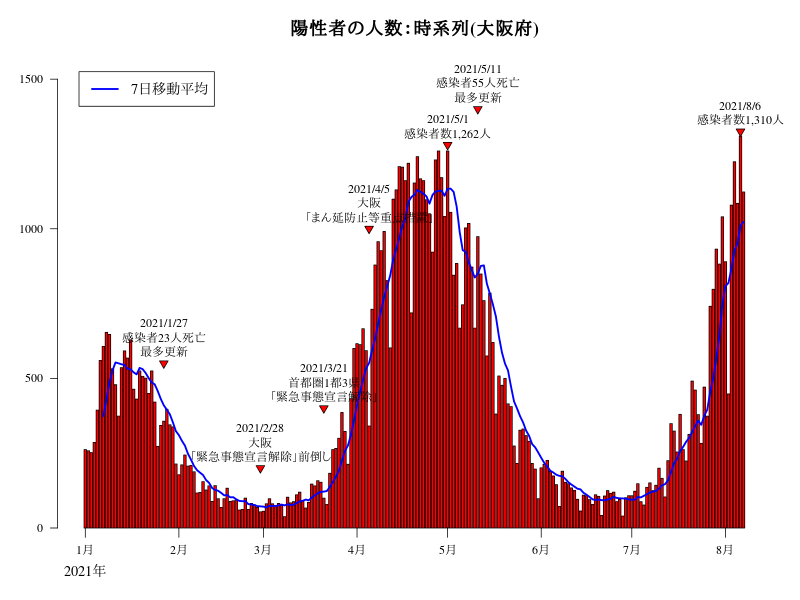 陽性者の人数:時系列(大阪府)
7日移動平均
1500
1000
500
0
2021/1/27
感染者23人死亡
最多更新
2021/2/28
大阪
「緊急事態宣言解除」前倒し
2021/3/21
首都圏1都3県
「緊急事態宣言解除」
2021/4/5
大阪
「まん延防止等重点措置」
2021/5/1
感染者数1,262人
2021/5/11
感染者55人死亡
最多更新
2021/8/6
感染者数1,310人
1月
2月
3月
4月
5月
6月
7月
8月
2021年